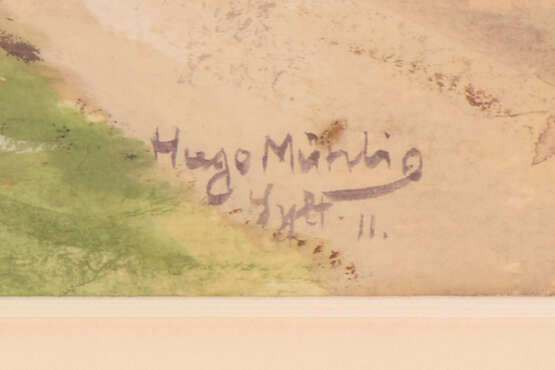 Hugo Mühlig
Sylt 11.